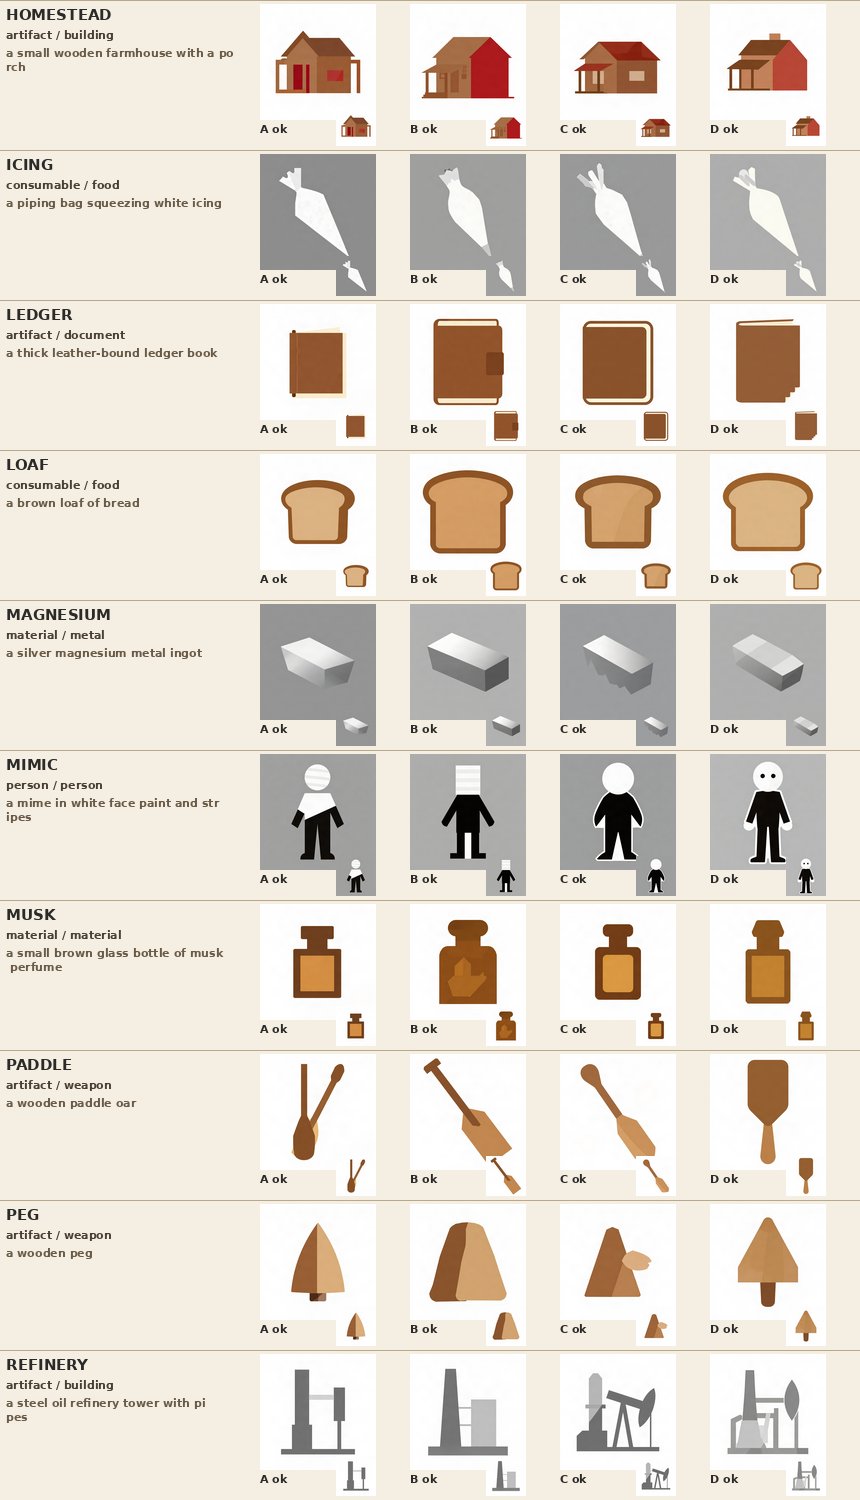 HOMESTEAD
artifact / building
a small wooden farmhouse with a po
rch
A ok
B ok
C ok
D ok
ICING
consumable / food
a piping bag squeezing white icing
A ok
B ok
C ok
D ok
LEDGER
artifact / document
a thick leather-bound ledger book
A ok
B ok
C ok
D ok
LOAF
consumable / food
a brown loaf of bread
A ok
B ok
C ok
D ok
MAGNESIUM
material / metal
a silver magnesium metal ingot
A ok
B ok
C ok
D ok
MIMIC
person / person
a mime in white face paint and str
ipes
A ok
B ok
C ok
D ok
MUSK
material / material
a small brown glass bottle of musk
perfume
A ok
B ok
C ok
D ok
PADDLE
artifact / weapon
a wooden paddle oar
A ok
B ok
C ok
D ok
PEG
artifact / weapon
a wooden peg
A ok
B ok
C ok
D ok
REFINERY
artifact / building
a steel oil refinery tower with pi
pes
A ok
B ok
C ok
D ok